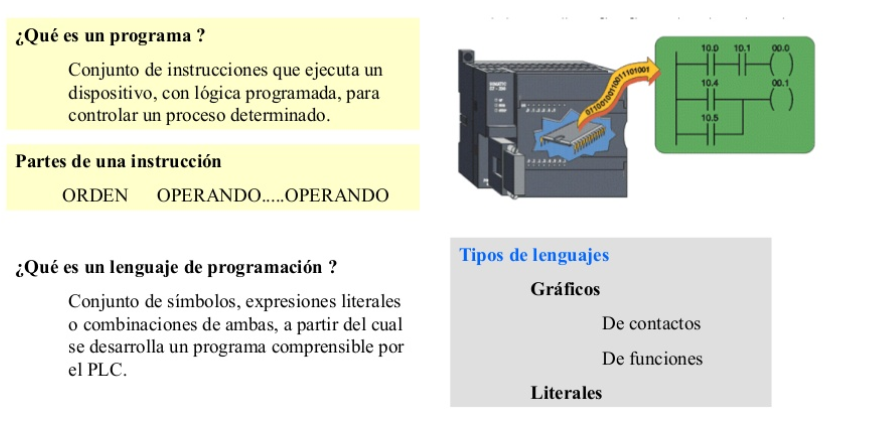 ¿Qué es un programa ?
Conjunto de instrucciones que ejecuta un
dispositivo, con lógica programada, para
controlar un proceso determinado.
Partes de una instrucción
ORDEN OPERANDO.....OPERANDO
¿Qué es un lenguaje de programación ?
Conjunto de símbolos, expresiones literales
o combinaciones de ambas, a partir del cual
se desarrolla un programa comprensible por
el PLC.
10.0 10.1 00.0
10.4 00.1
10.5
Tipos de lenguajes
Gráficos
De contactos
De funciones
Literales